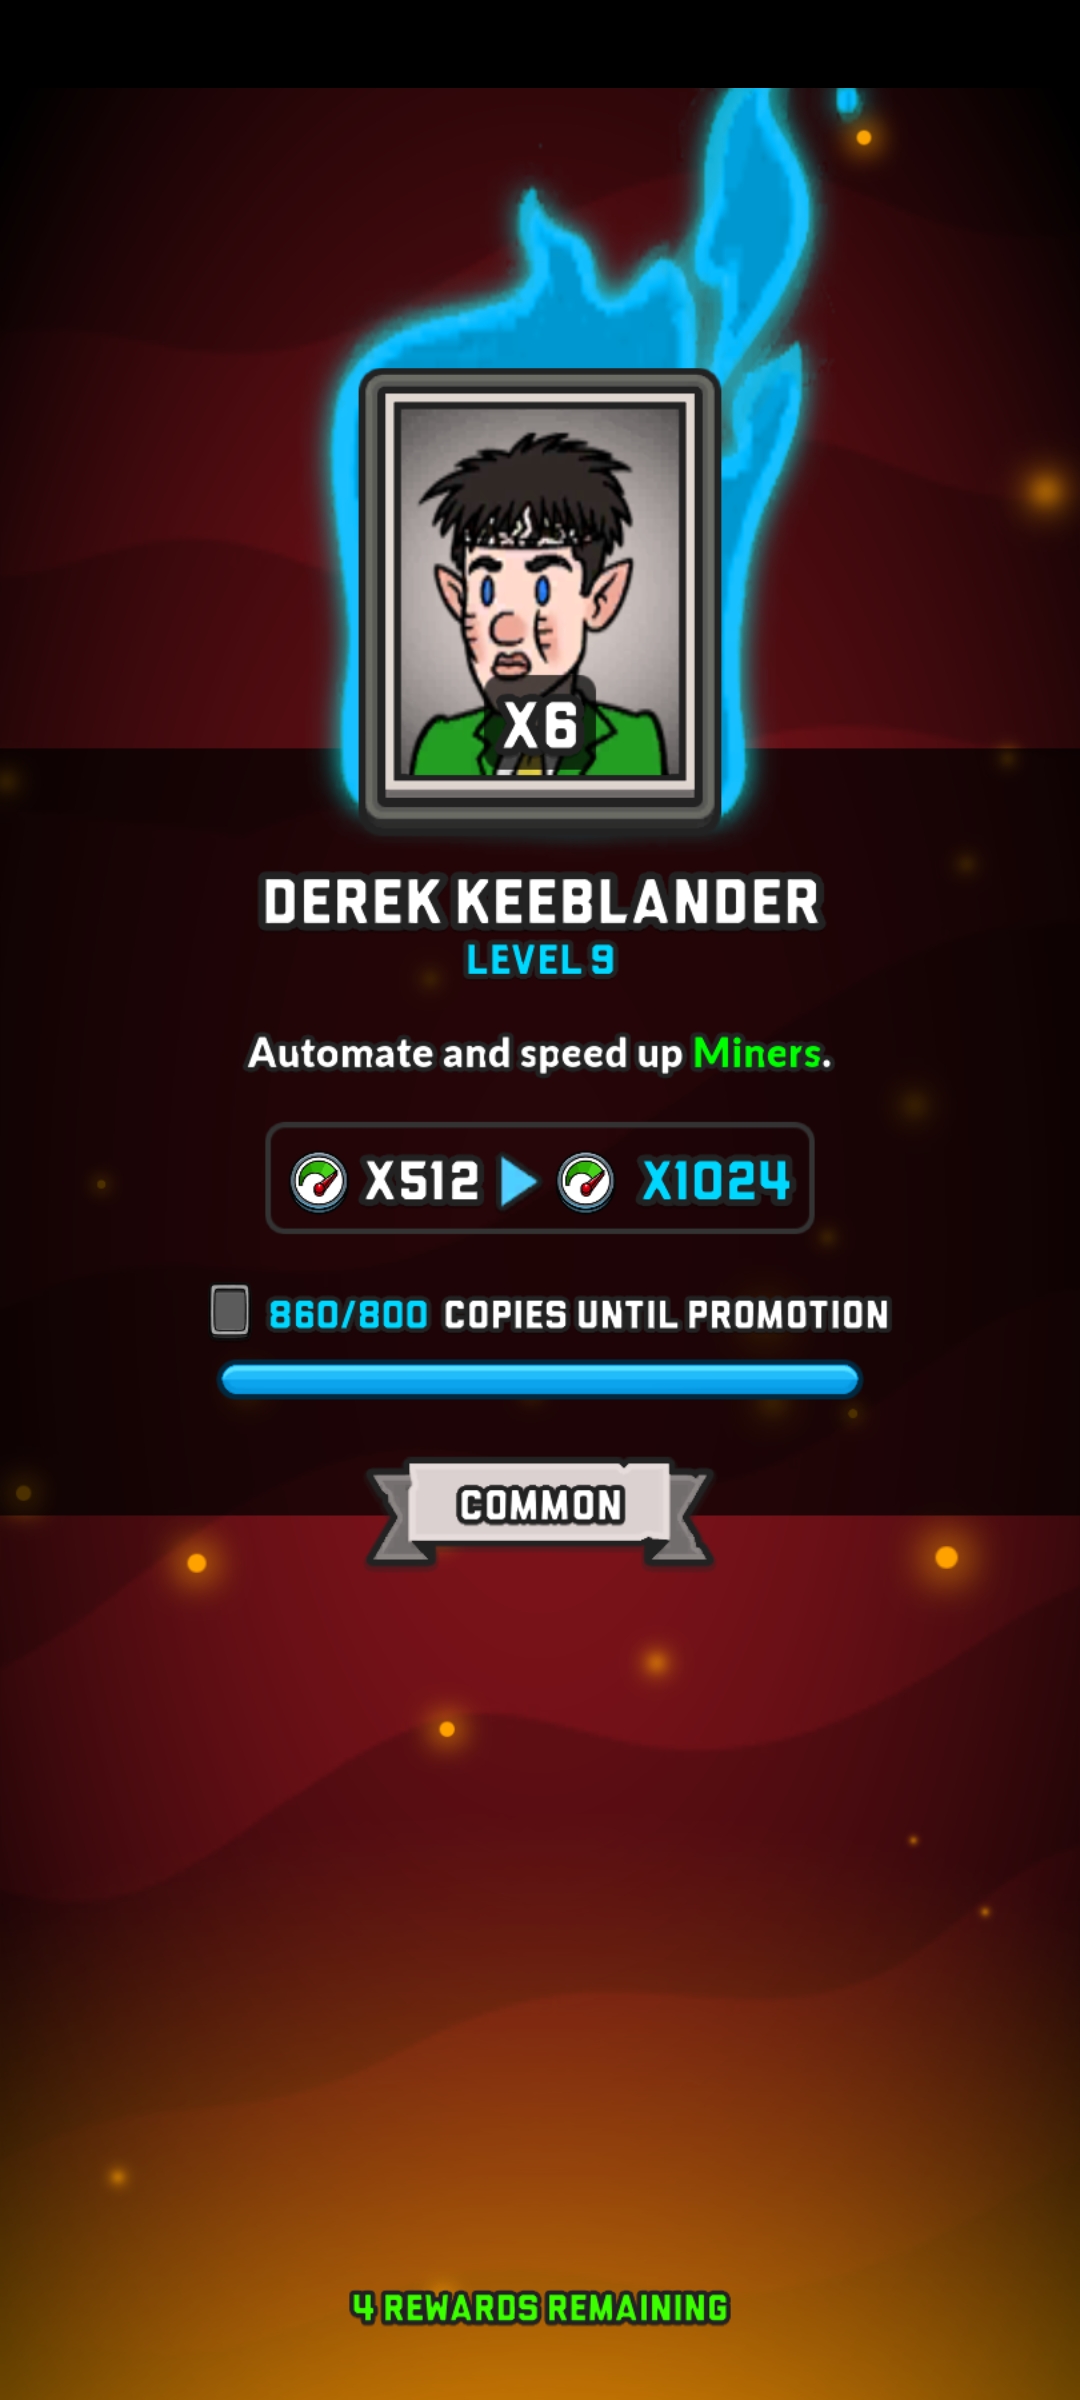 X6
DEREK KEEBLANDER
LEVEL 9
Automate and speed up Miners.
X512 X1024
860/800 COPIES UNTIL PROMOTION
COMMON
4 REWARDS REMAINING